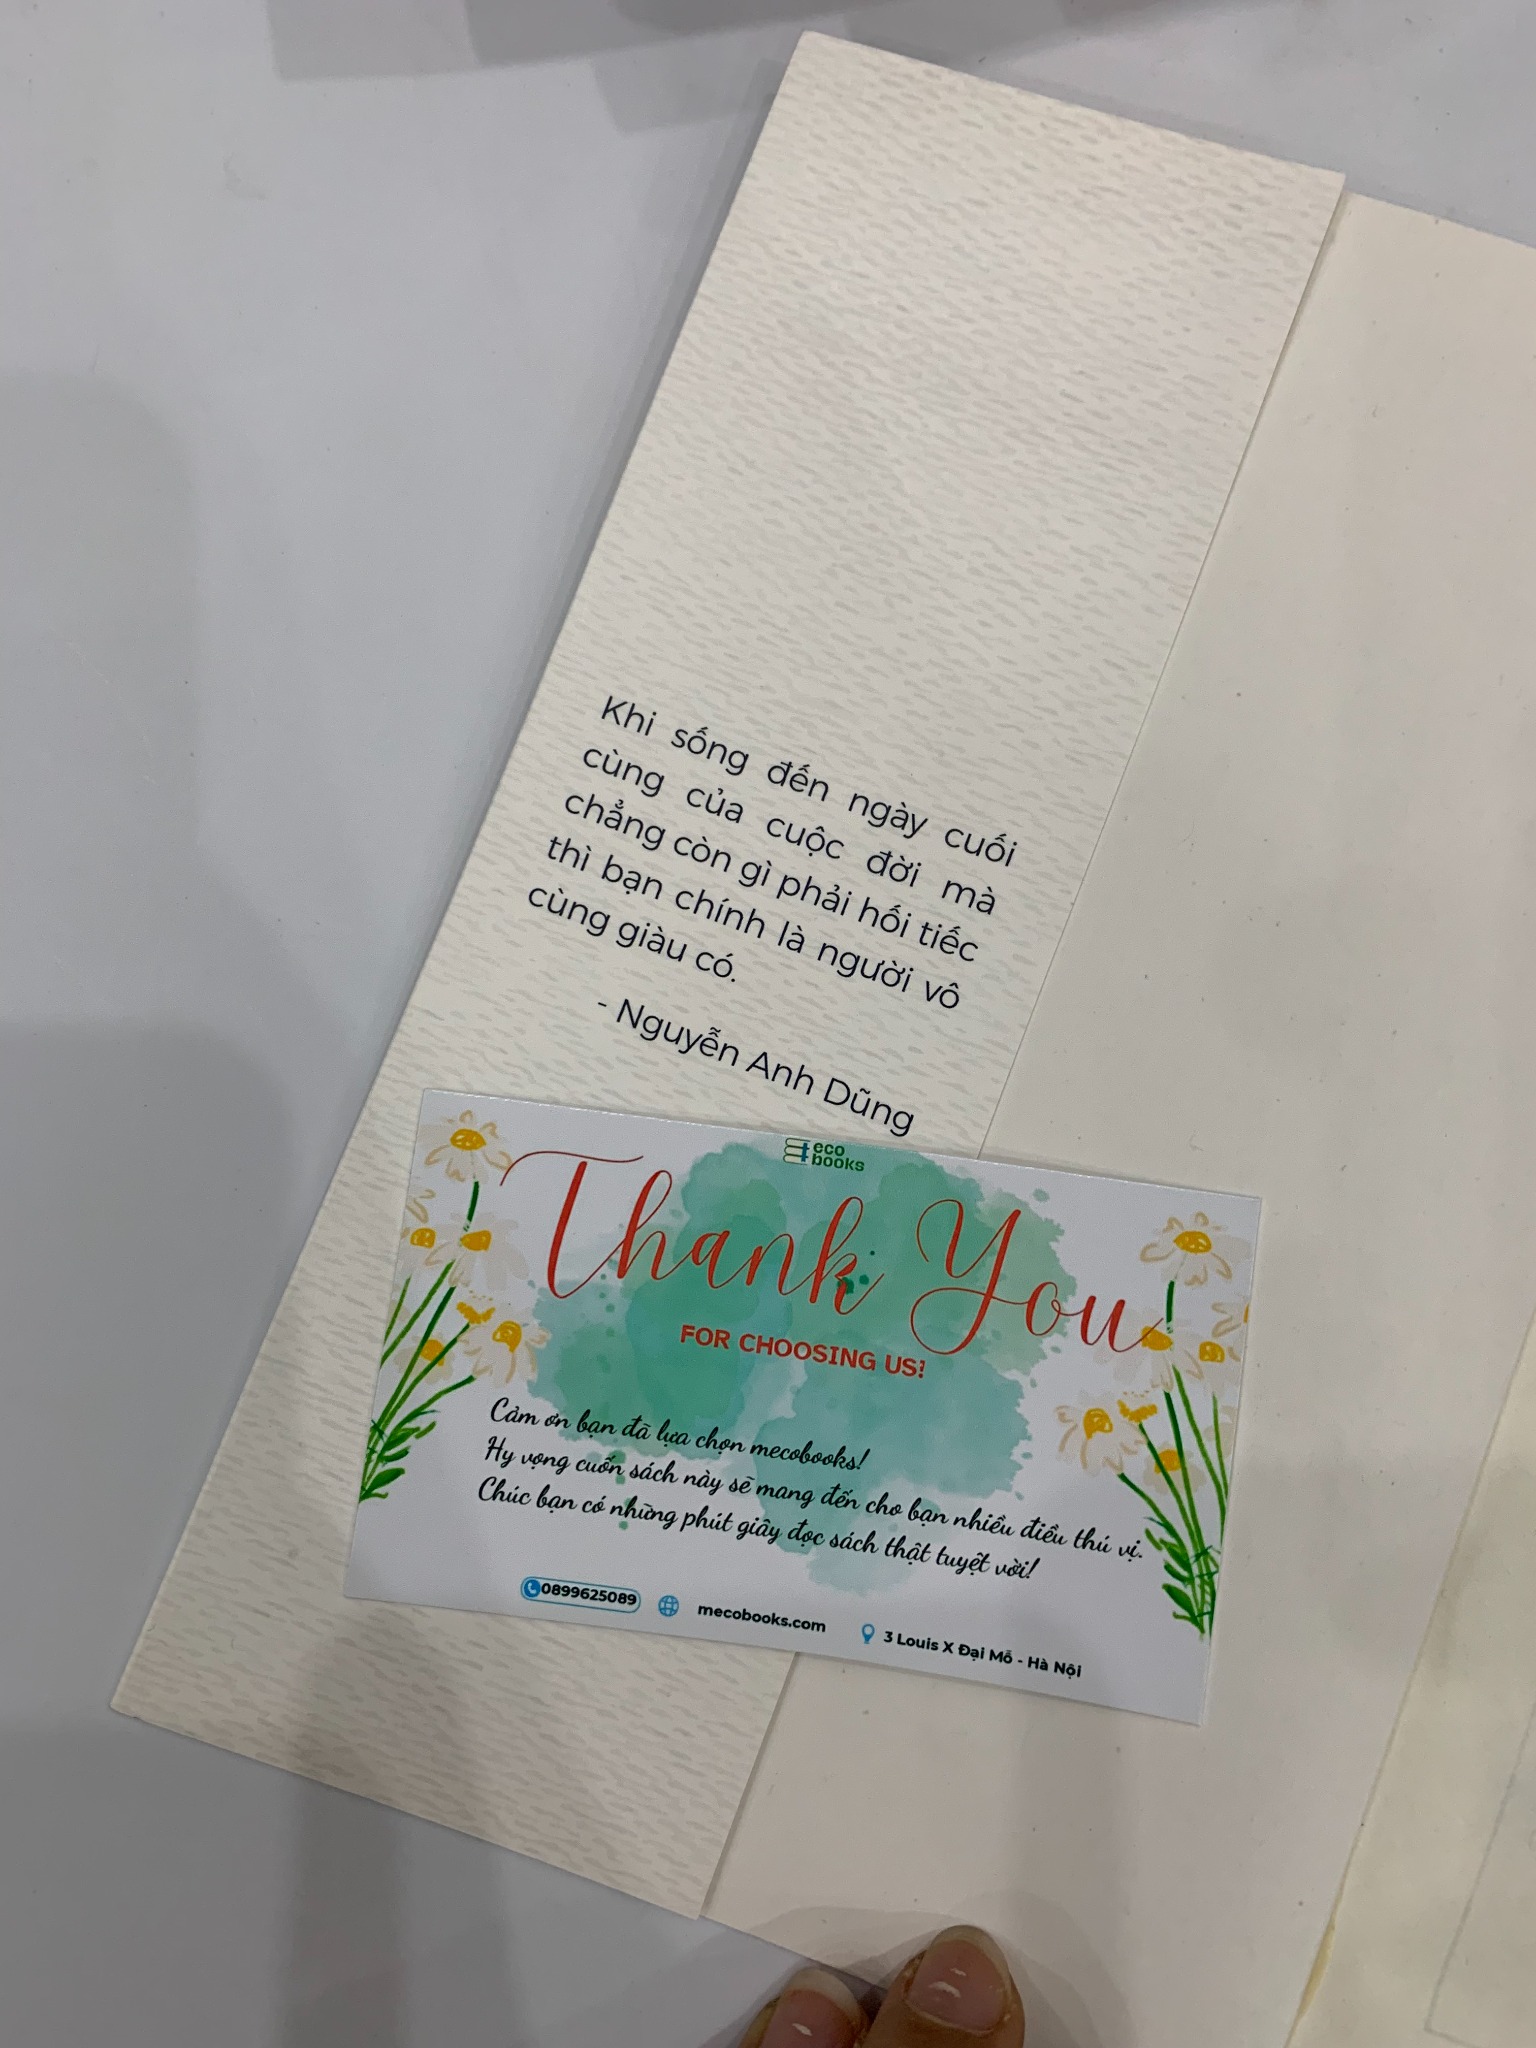 Khi sống đến ngày cuối
cùng của cuộc đời mà
chẳng còn gì phải hối tiếc
thì bạn chính là người vô
cùng giàu có.
- Nguyễn Anh Dũng
eco
books
Thank You
FOR CHOOSING US!
Cảm ơn bạn đã lựa chọn mecobooks!
Hy vọng cuốn sách này sẽ mang đến cho bạn nhiều điều thú vị.
Chúc bạn có những phút giây đọc sách thật tuyệt vời!
0899625089 mecobooks.com 3 Louis X Đại Mỗ - Hà Nội